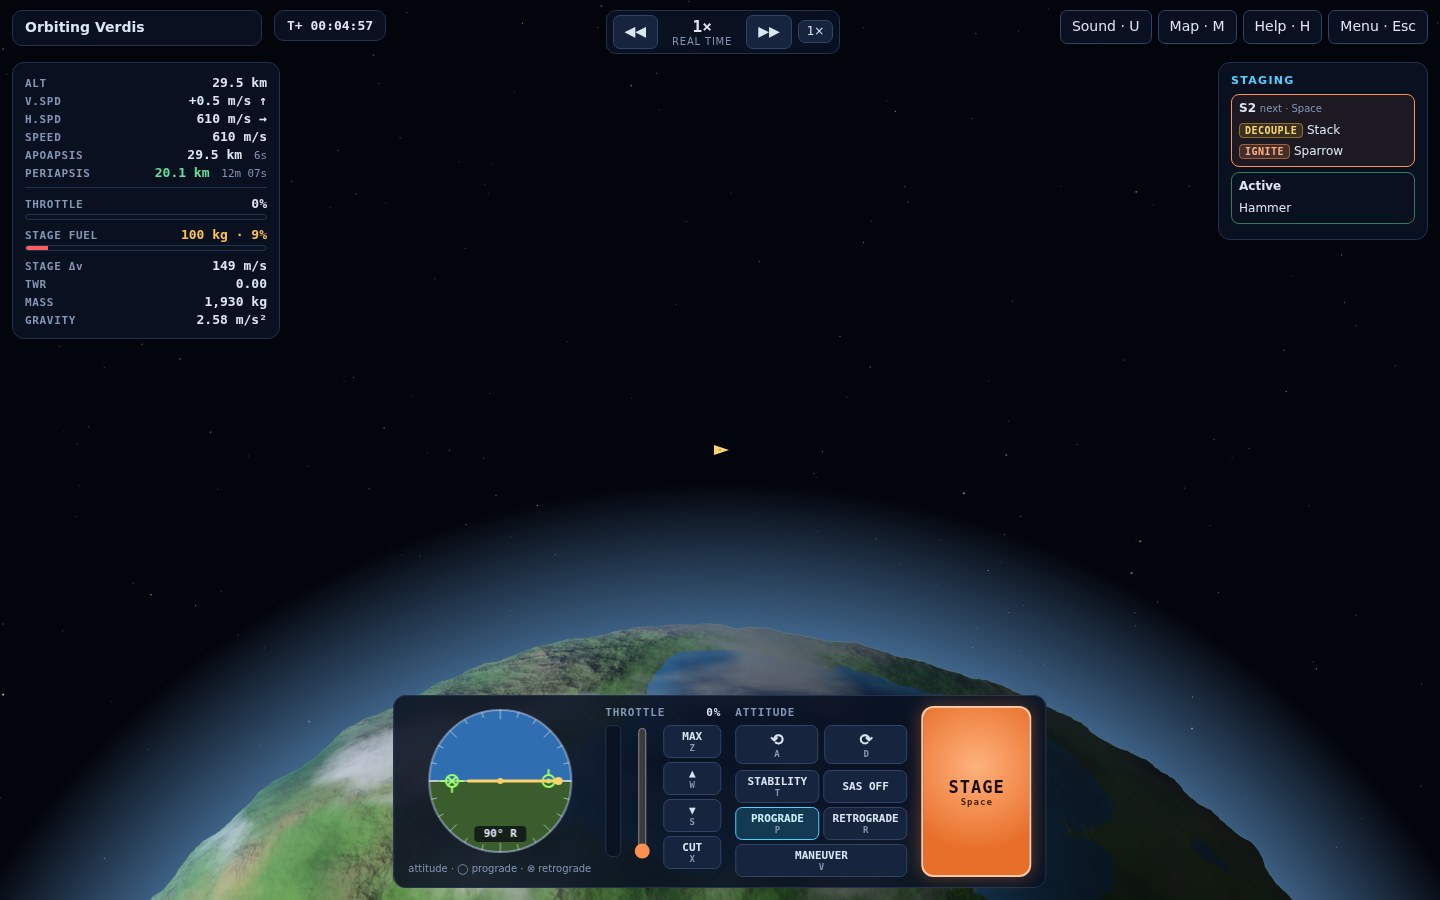 Orbiting Verdis
T+ 00:04:57
◀◀
1×
REAL TIME
▶▶
1×
Sound · U
Map · M
Help · H
Menu · Esc
ALT 29.5 km
V.SPD +0.5 m/s ↑
H.SPD 610 m/s →
SPEED 610 m/s
APOAPSIS 29.5 km 6s
PERIAPSIS 20.1 km 12m 07s
THROTTLE 0%
STAGE FUEL 100 kg · 9%
STAGE Δv 149 m/s
TWR 0.00
MASS 1,930 kg
GRAVITY 2.58 m/s²
STAGING
S2 next · Space
DECOUPLE Stack
IGNITE Sparrow
Active
Hammer
90° R
attitude · ◯ prograde · ⊗ retrograde
THROTTLE 0%
MAX
Z
▲
W
▼
S
CUT
X
ATTITUDE
⟲
A
⟳
D
STABILITY
T
SAS OFF
PROGRADE
P
RETROGRADE
R
MANEUVER
V
STAGE
Space